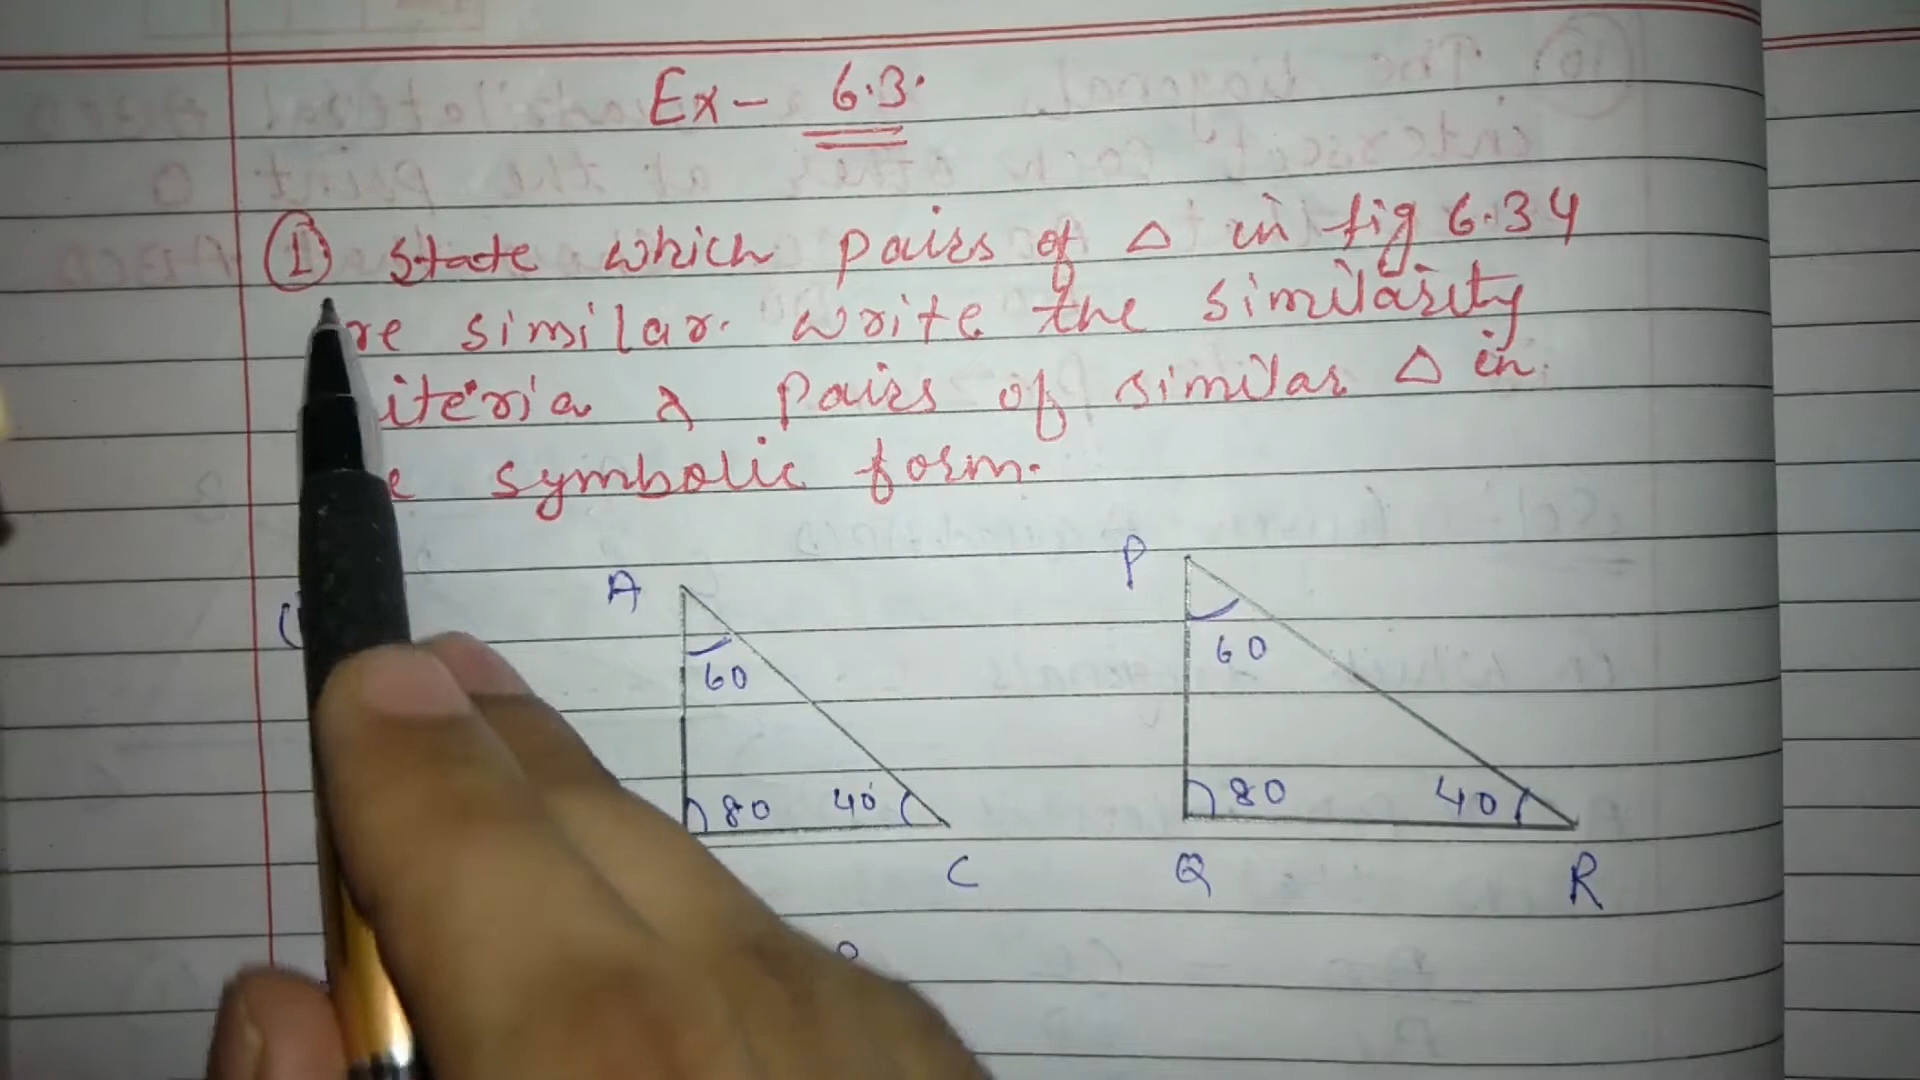 Ex - 6.3.
① State which pairs of △ in fig 6.34
re similar. write the similarity
iteria & pairs of similar △ in.
e symbolic form.
A P
60 60
80 40 80 40
C Q R